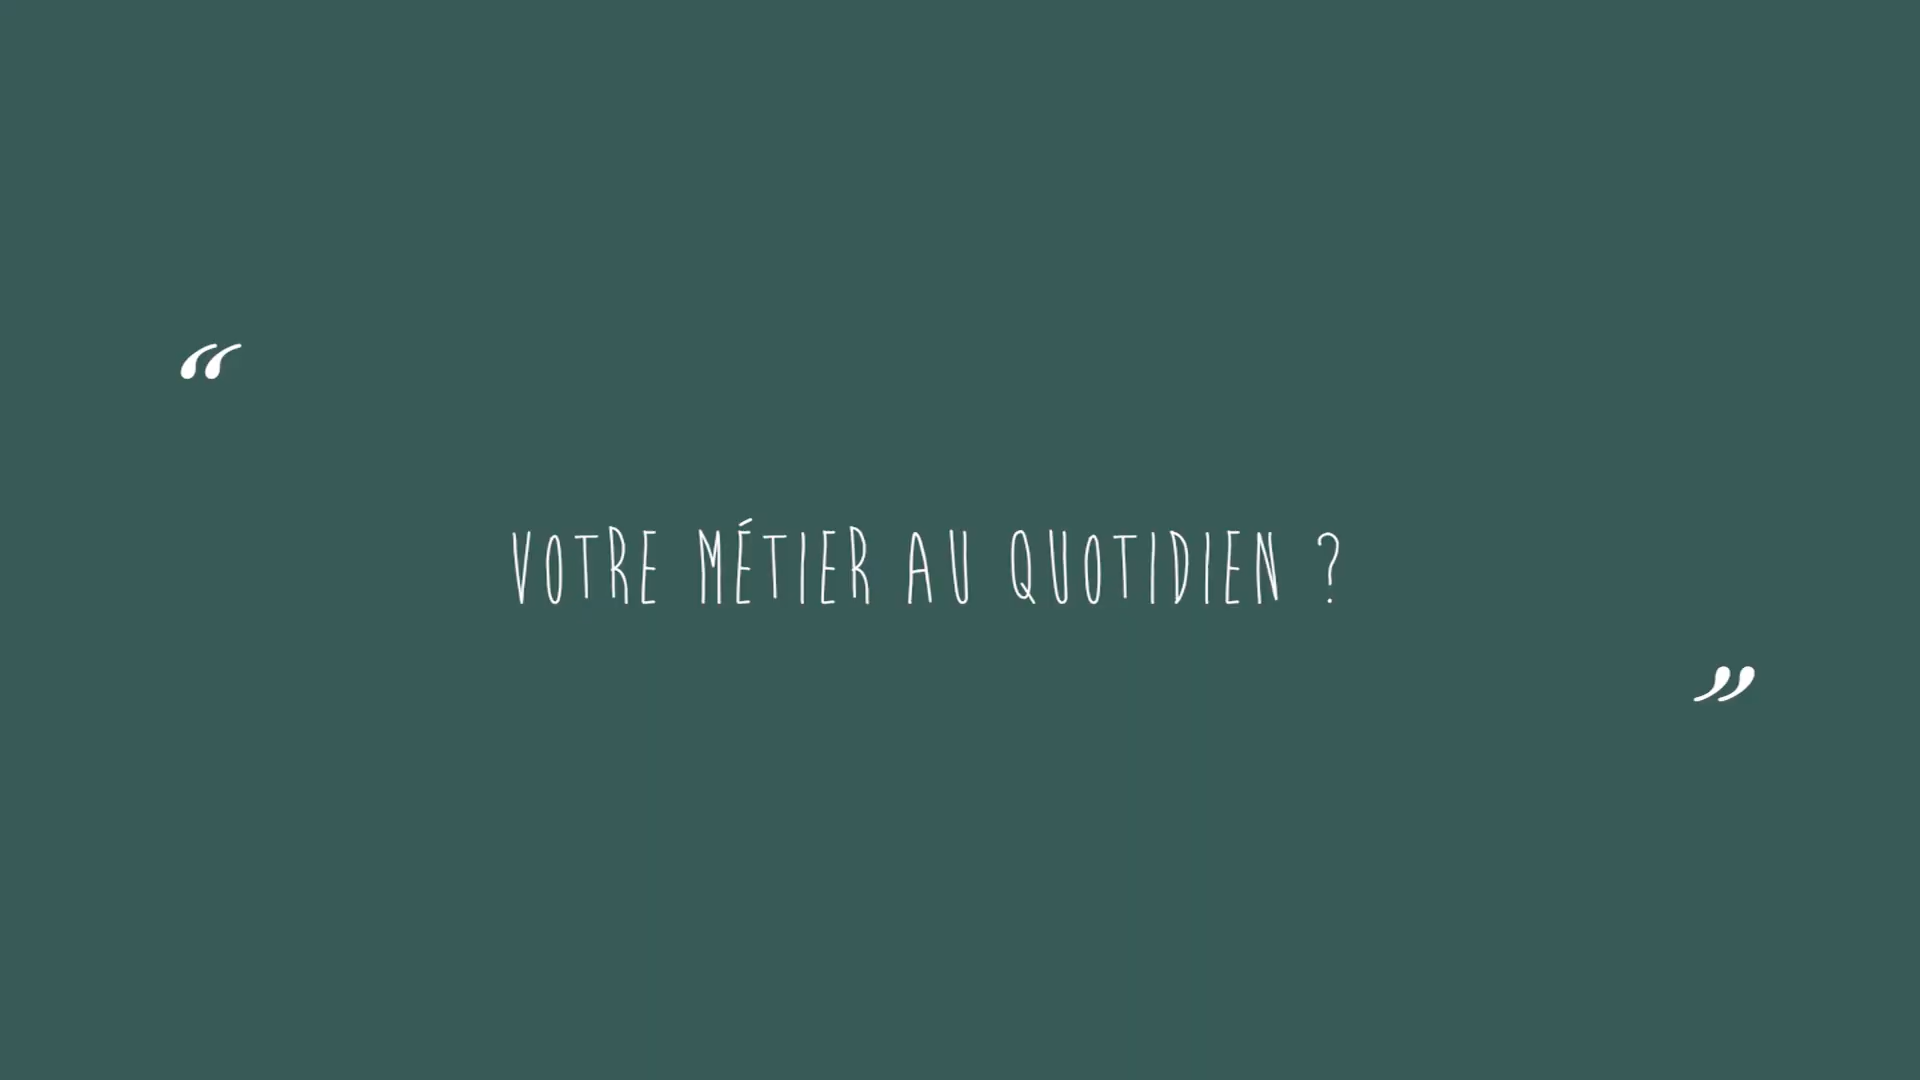 “
VOTRE MÉTIER AU QUOTIDIEN ?
”